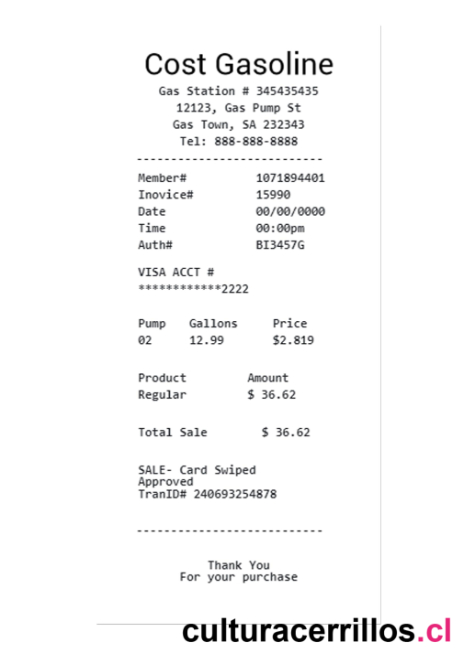 Cost Gasoline
Gas Station # 345435435
12123, Gas Pump St
Gas Town, SA 232343
Tel: 888-888-8888
---------------------------
Member# 1071894401
Inovice# 15990
Date 00/00/0000
Time 00:00pm
Auth# BI3457G
VISA ACCT #
************2222
Pump Gallons Price
02 12.99 $2.819
Product Amount
Regular $ 36.62
Total Sale $ 36.62
SALE- Card Swiped
Approved
TranID# 240693254878
---------------------------
Thank You
For your purchase
culturacerrillos.cl